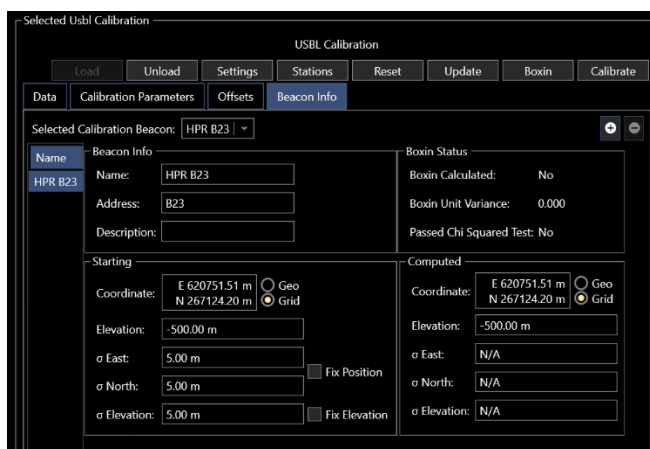 Selected Usbl Calibration
USBL Calibration
Load Unload Settings Stations Reset Update Boxin Calibrate
Data Calibration Parameters Offsets Beacon Info
Selected Calibration Beacon: HPR B23
Name
HPR B23
Beacon Info
Name: HPR B23
Address: B23
Description:
Boxin Status
Boxin Calculated: No
Boxin Unit Variance: 0.000
Passed Chi Squared Test: No
Starting
Coordinate: E 620751.51 m Geo
N 267124.20 m Grid
Elevation: -500.00 m
σ East: 5.00 m
Fix Position
σ North: 5.00 m
σ Elevation: 5.00 m Fix Elevation
Computed
Coordinate: E 620751.51 m Geo
N 267124.20 m Grid
Elevation: -500.00 m
σ East: N/A
σ North: N/A
σ Elevation: N/A